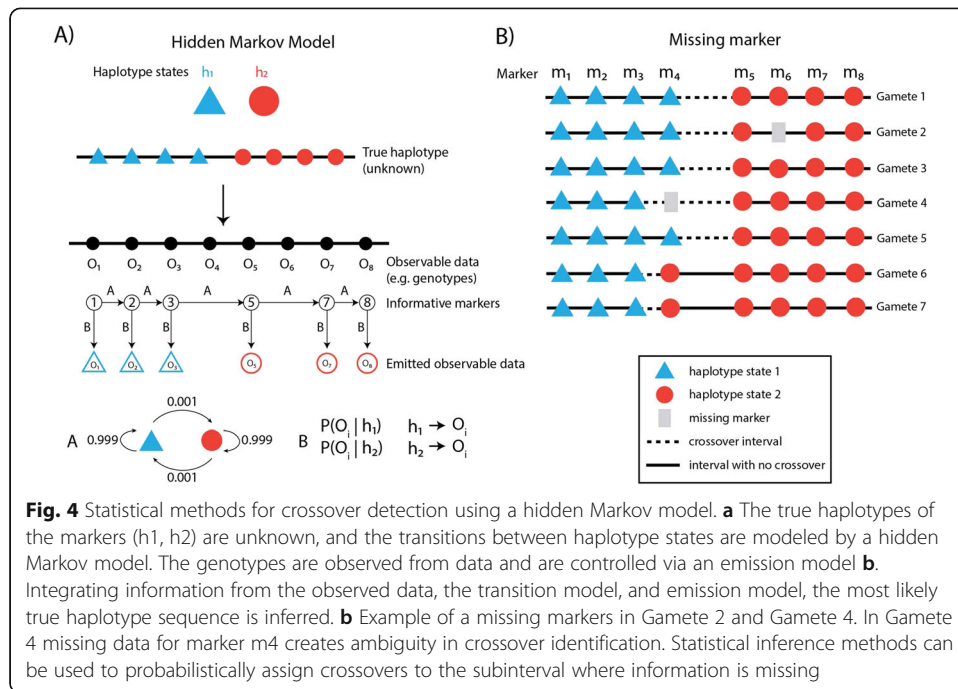 A)
Hidden Markov Model
Haplotype states h₁ h₂
True haplotype
(unknown)
Observable data
(e.g. genotypes)
O₁ O₂ O₃ O₄ O₅ O₆ O₇ O₈
A A A A A
1 2 3 5 7 8 Informative markers
B B B B B B
O₁ O₂ O₃ O₅ O₇ O₈ Emitted observable data
0.001
A 0.999 0.999
0.001
B P(Oᵢ | h₁) h₁ → Oᵢ
P(Oᵢ | h₂) h₂ → Oᵢ
B)
Missing marker
Marker m₁ m₂ m₃ m₄ m₅ m₆ m₇ m₈
Gamete 1
Gamete 2
Gamete 3
Gamete 4
Gamete 5
Gamete 6
Gamete 7
haplotype state 1
haplotype state 2
missing marker
crossover interval
interval with no crossover
Fig. 4 Statistical methods for crossover detection using a hidden Markov model. a The true haplotypes of
the markers (h1, h2) are unknown, and the transitions between haplotype states are modeled by a hidden
Markov model. The genotypes are observed from data and are controlled via an emission model b.
Integrating information from the observed data, the transition model, and emission model, the most likely
true haplotype sequence is inferred. b Example of a missing markers in Gamete 2 and Gamete 4. In Gamete
4 missing data for marker m4 creates ambiguity in crossover identification. Statistical inference methods can
be used to probabilistically assign crossovers to the subinterval where information is missing